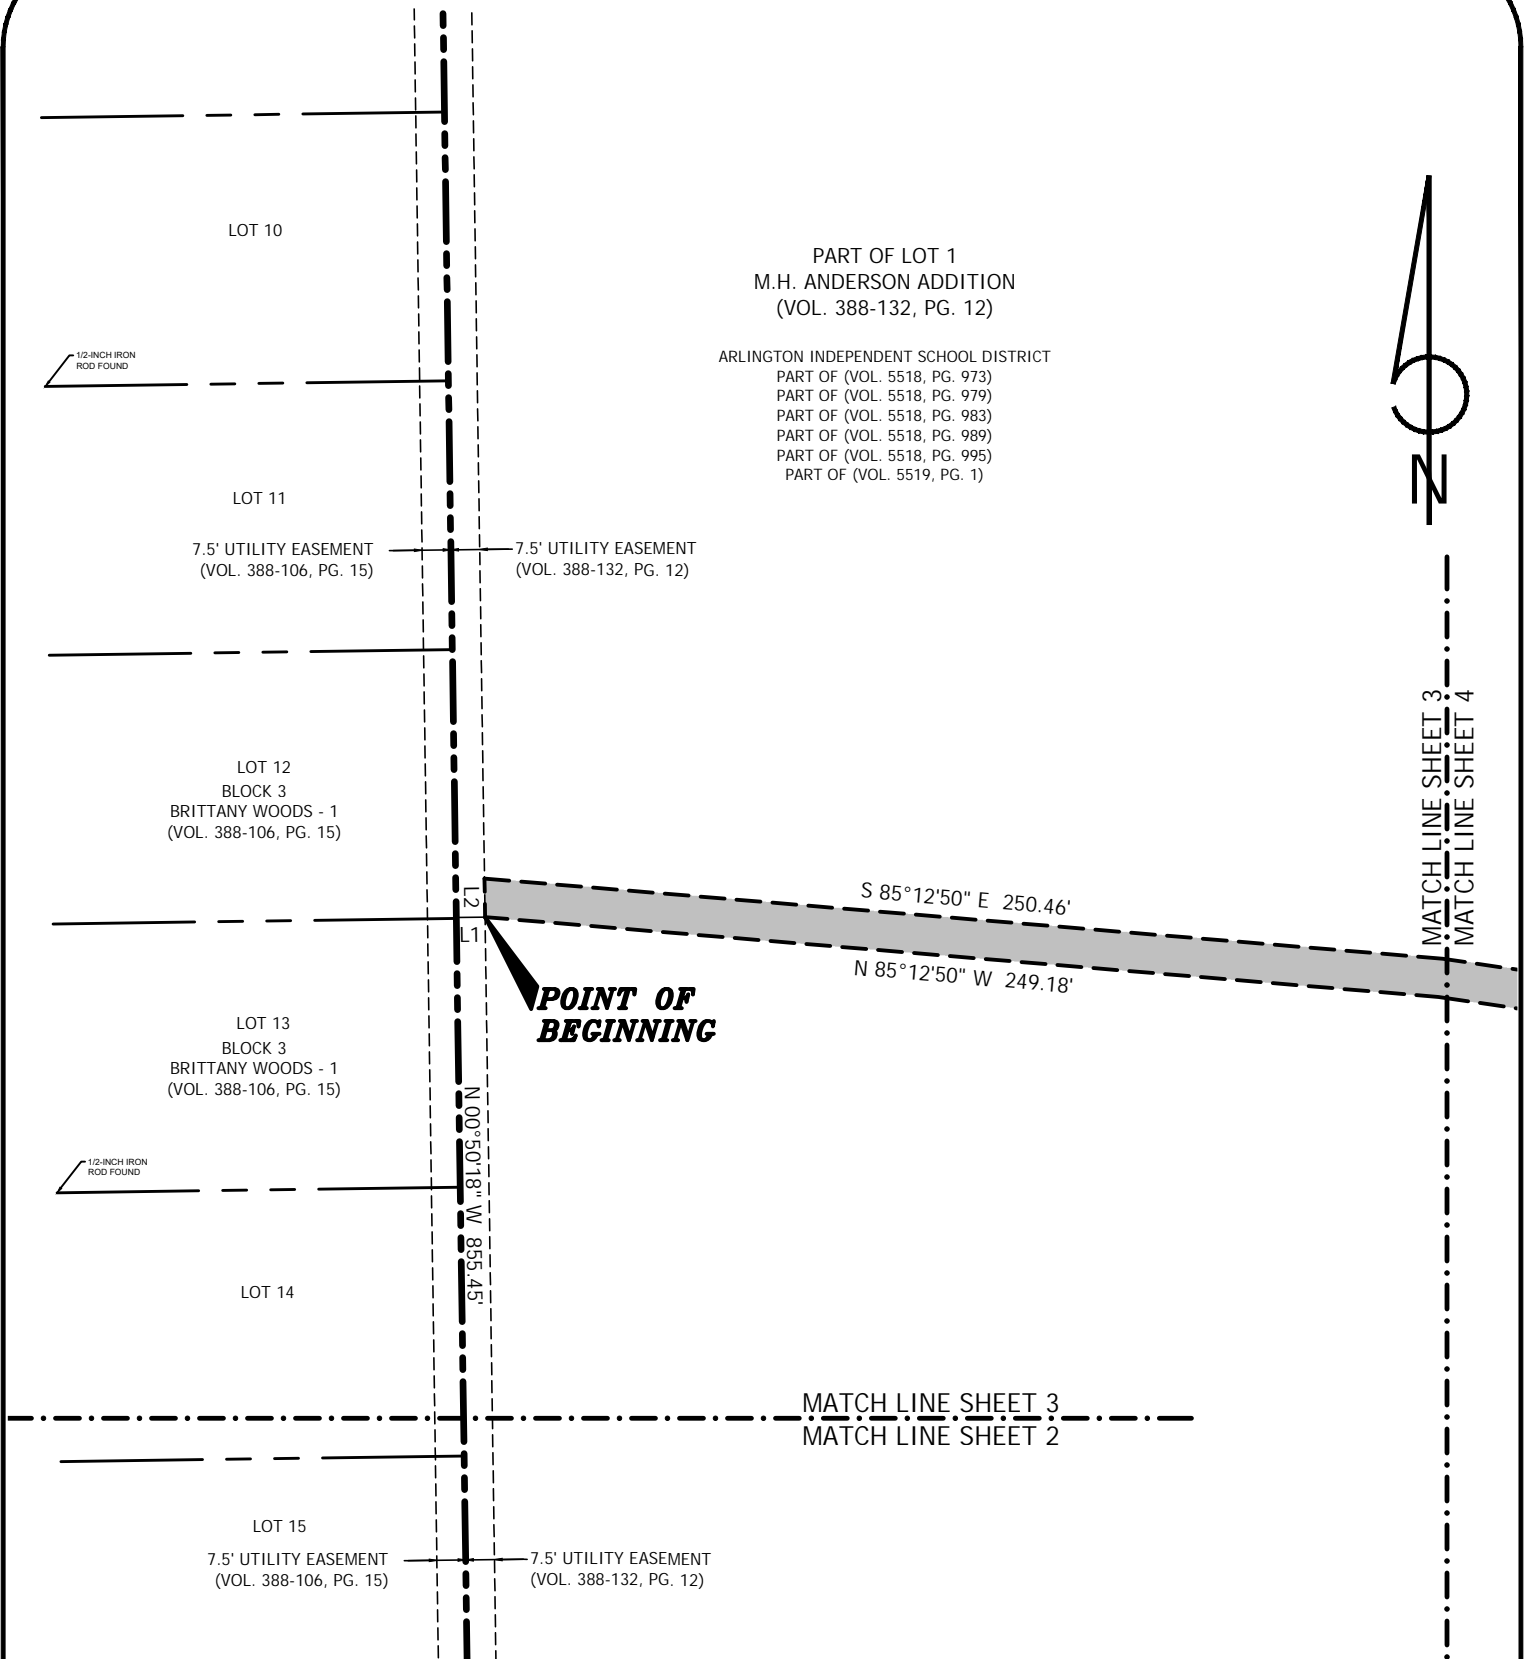 LOT 10
PART OF LOT 1
M.H. ANDERSON ADDITION
(VOL. 388-132, PG. 12)
ARLINGTON INDEPENDENT SCHOOL DISTRICT
PART OF (VOL. 5518, PG. 973)
PART OF (VOL. 5518, PG. 979)
PART OF (VOL. 5518, PG. 983)
PART OF (VOL. 5518, PG. 989)
PART OF (VOL. 5518, PG. 995)
PART OF (VOL. 5519, PG. 1)
N
1/2-INCH IRON
ROD FOUND
LOT 11
7.5' UTILITY EASEMENT
(VOL. 388-106, PG. 15)
7.5' UTILITY EASEMENT
(VOL. 388-132, PG. 12)
MATCH LINE SHEET 3
MATCH LINE SHEET 4
LOT 12
BLOCK 3
BRITTANY WOODS - 1
(VOL. 388-106, PG. 15)
L2
L1
S 85°12'50" E 250.46'
N 85°12'50" W 249.18'
POINT OF
BEGINNING
LOT 13
BLOCK 3
BRITTANY WOODS - 1
(VOL. 388-106, PG. 15)
N 00°50'18" W 855.45'
1/2-INCH IRON
ROD FOUND
LOT 14
MATCH LINE SHEET 3
MATCH LINE SHEET 2
LOT 15
7.5' UTILITY EASEMENT
(VOL. 388-106, PG. 15)
7.5' UTILITY EASEMENT
(VOL. 388-132, PG. 12)